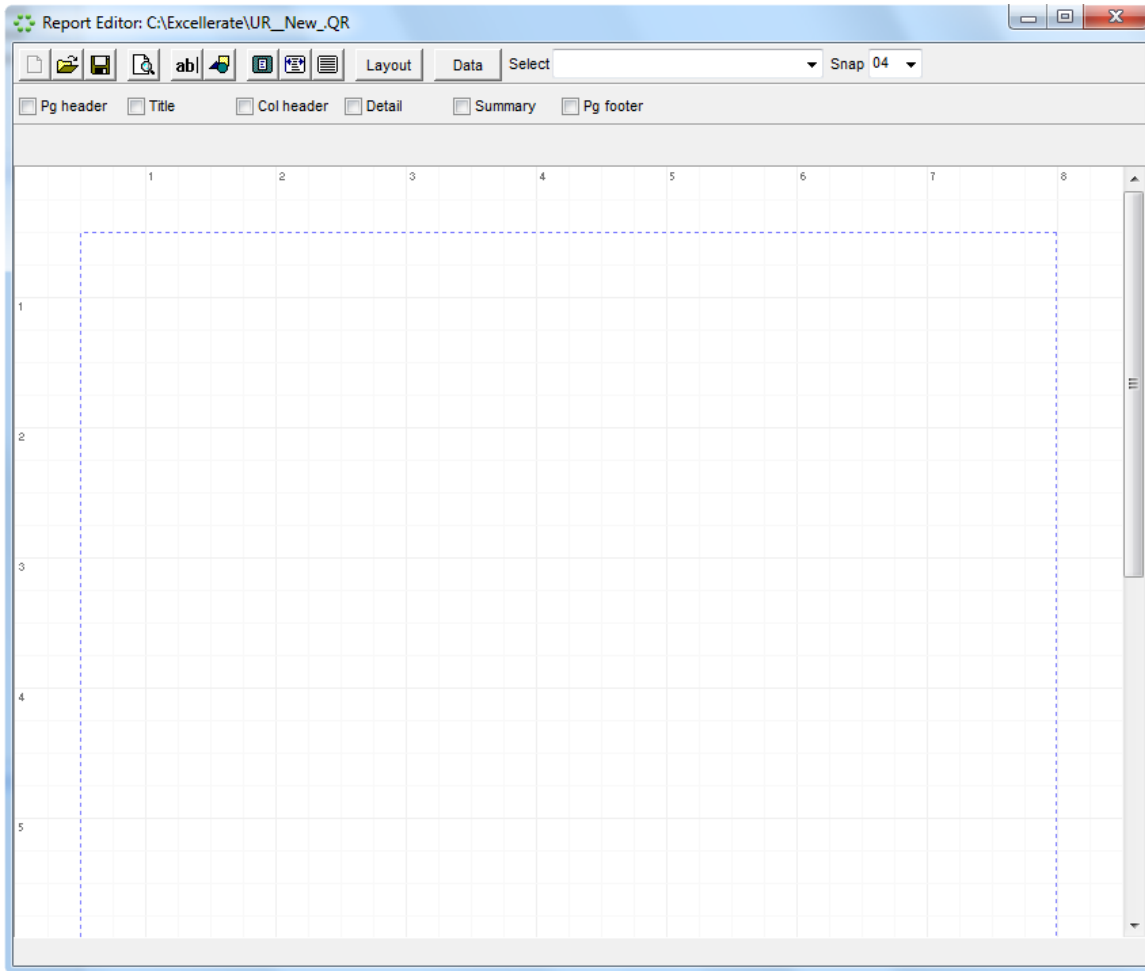 Report Editor: C:\Excellerate\UR__New_.QR
ab| Layout Data Select Snap 04
Pg header Title Col header Detail Summary Pg footer
1 2 3 4 5 6 7 8
1
2
3
4
5